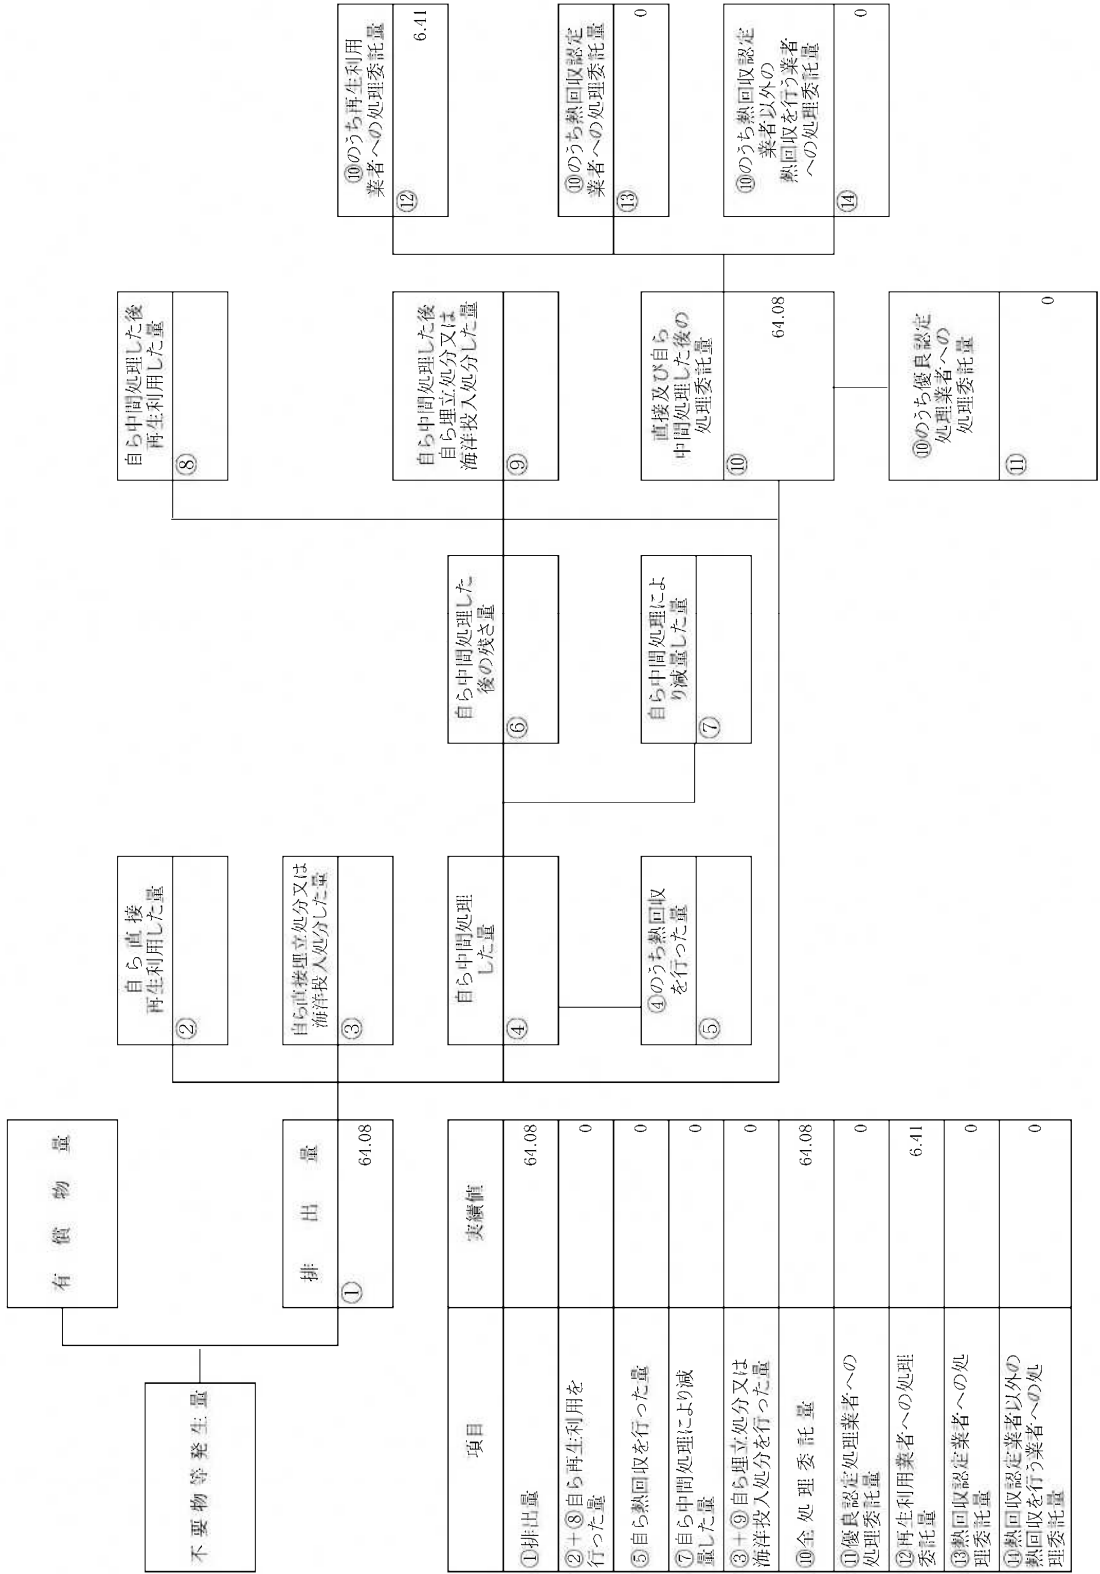 不要物等発生量
有償物量
排出量
①
64.08
自ら直接
再生利用した量
②
自ら直接埋立処分又は
海洋投入処分した量
③
自ら中間処理
した量
④
④のうち熱回収
を行った量
⑤
自ら中間処理した
後の残さ量
⑥
自ら中間処理によ
り減量した量
⑦
自ら中間処理した後
再生利用した量
⑧
自ら中間処理した後
自ら埋立処分又は
海洋投入処分した量
⑨
直接及び自ら
中間処理した後の
処理委託量
⑩
64.08
⑩のうち優良認定
処理業者への
処理委託量
⑪
0
⑩のうち再生利用
業者への処理委託量
⑫
6.41
⑩のうち熱回収認定
業者への処理委託量
⑬
0
⑩のうち熱回収認定
業者以外の
熱回収を行う業者
への処理委託量
⑭
0
項目 実績値
①排出量 64.08
②+⑧自ら再生利用を
行った量 0
⑤自ら熱回収を行った量 0
⑦自ら中間処理により減
量した量 0
③+⑨自ら埋立処分又は
海洋投入処分を行った量 0
⑩全処理委託量 64.08
⑪優良認定処理業者への
処理委託量 0
⑫再生利用業者への処理
委託量 6.41
⑬熱回収認定業者への処
理委託量 0
⑭熱回収認定業者以外の
熱回収を行う業者への処
理委託量 0